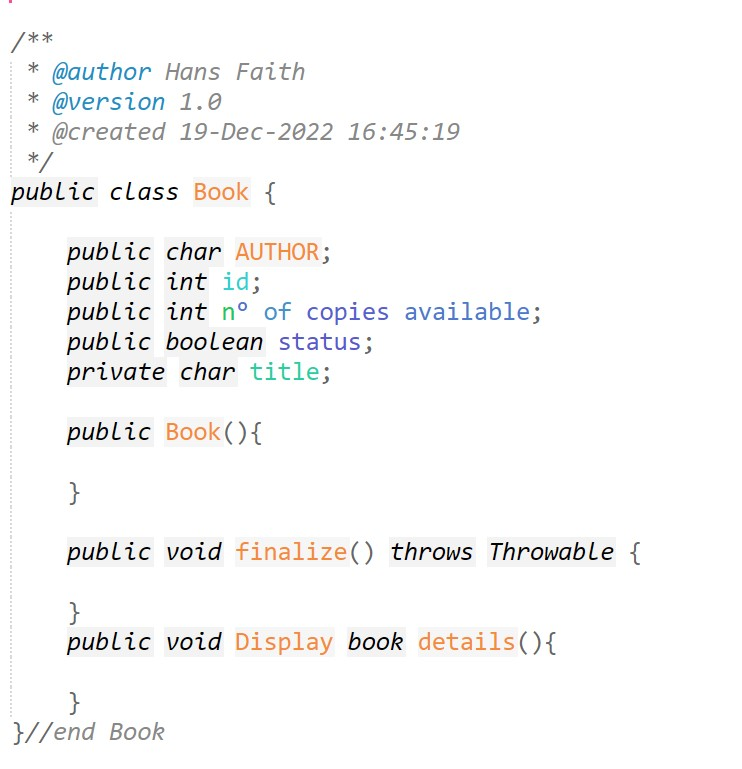 /**
 * @author Hans Faith
 * @version 1.0
 * @created 19-Dec-2022 16:45:19
 */
public class Book {
public char AUTHOR;
public int id;
public int n° of copies available;
public boolean status;
private char title;
public Book(){
}
public void finalize() throws Throwable {
}
public void Display book details(){
}
}//end Book